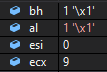 bh 1 '\x1'
al 1 '\x1'
esi 0
ecx 9